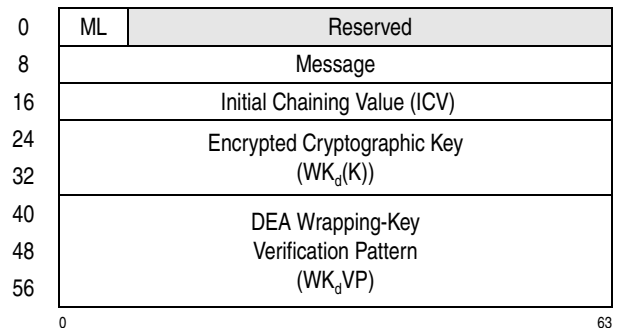 0 ML Reserved
8 Message
16 Initial Chaining Value (ICV)
24 Encrypted Cryptographic Key
32 (WKd(K))
40 DEA Wrapping-Key
48 Verification Pattern
56 (WKdVP)
0 63